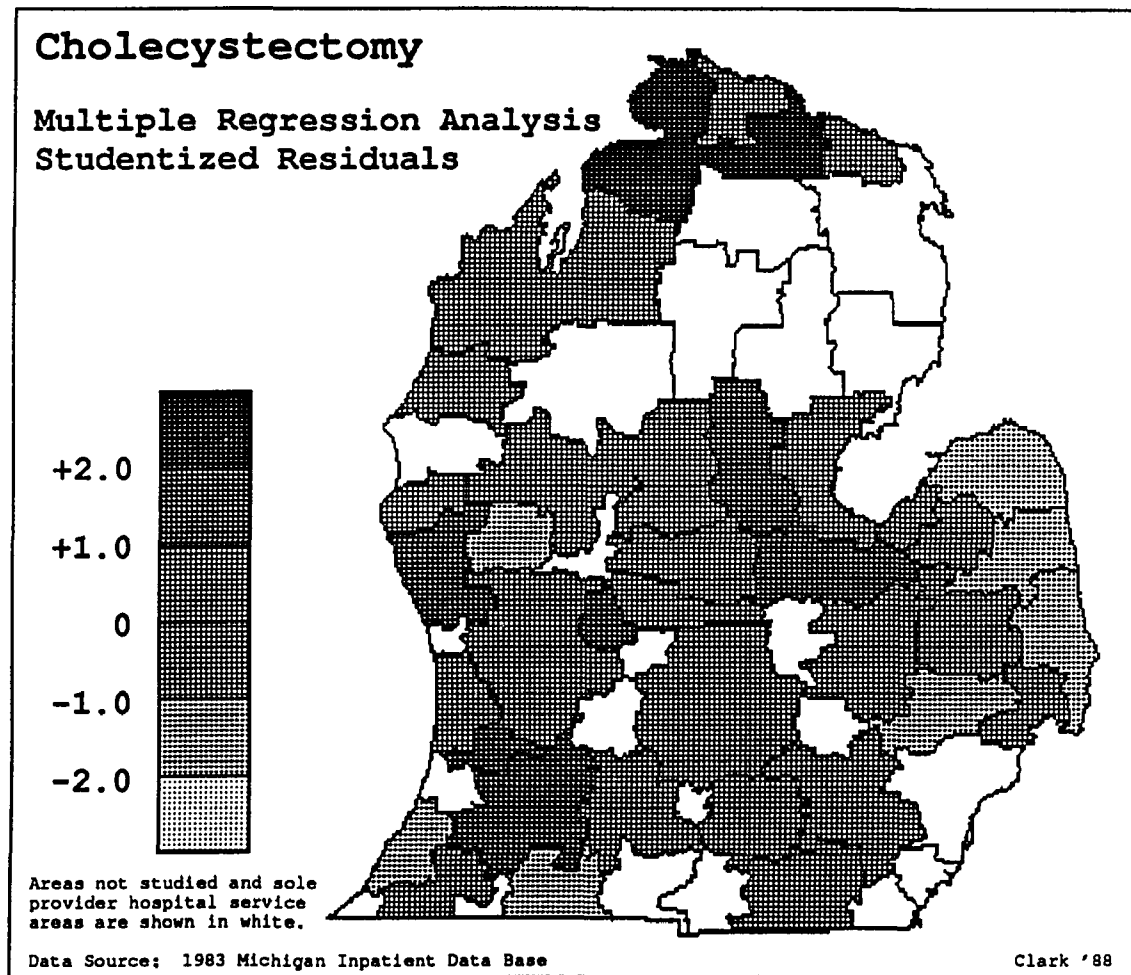 Cholecystectomy
Multiple Regression Analysis
Studentized Residuals
+2.0
+1.0
0
-1.0
-2.0
Areas not studied and sole
provider hospital service
areas are shown in white.
Data Source: 1983 Michigan Inpatient Data Base
Clark '88